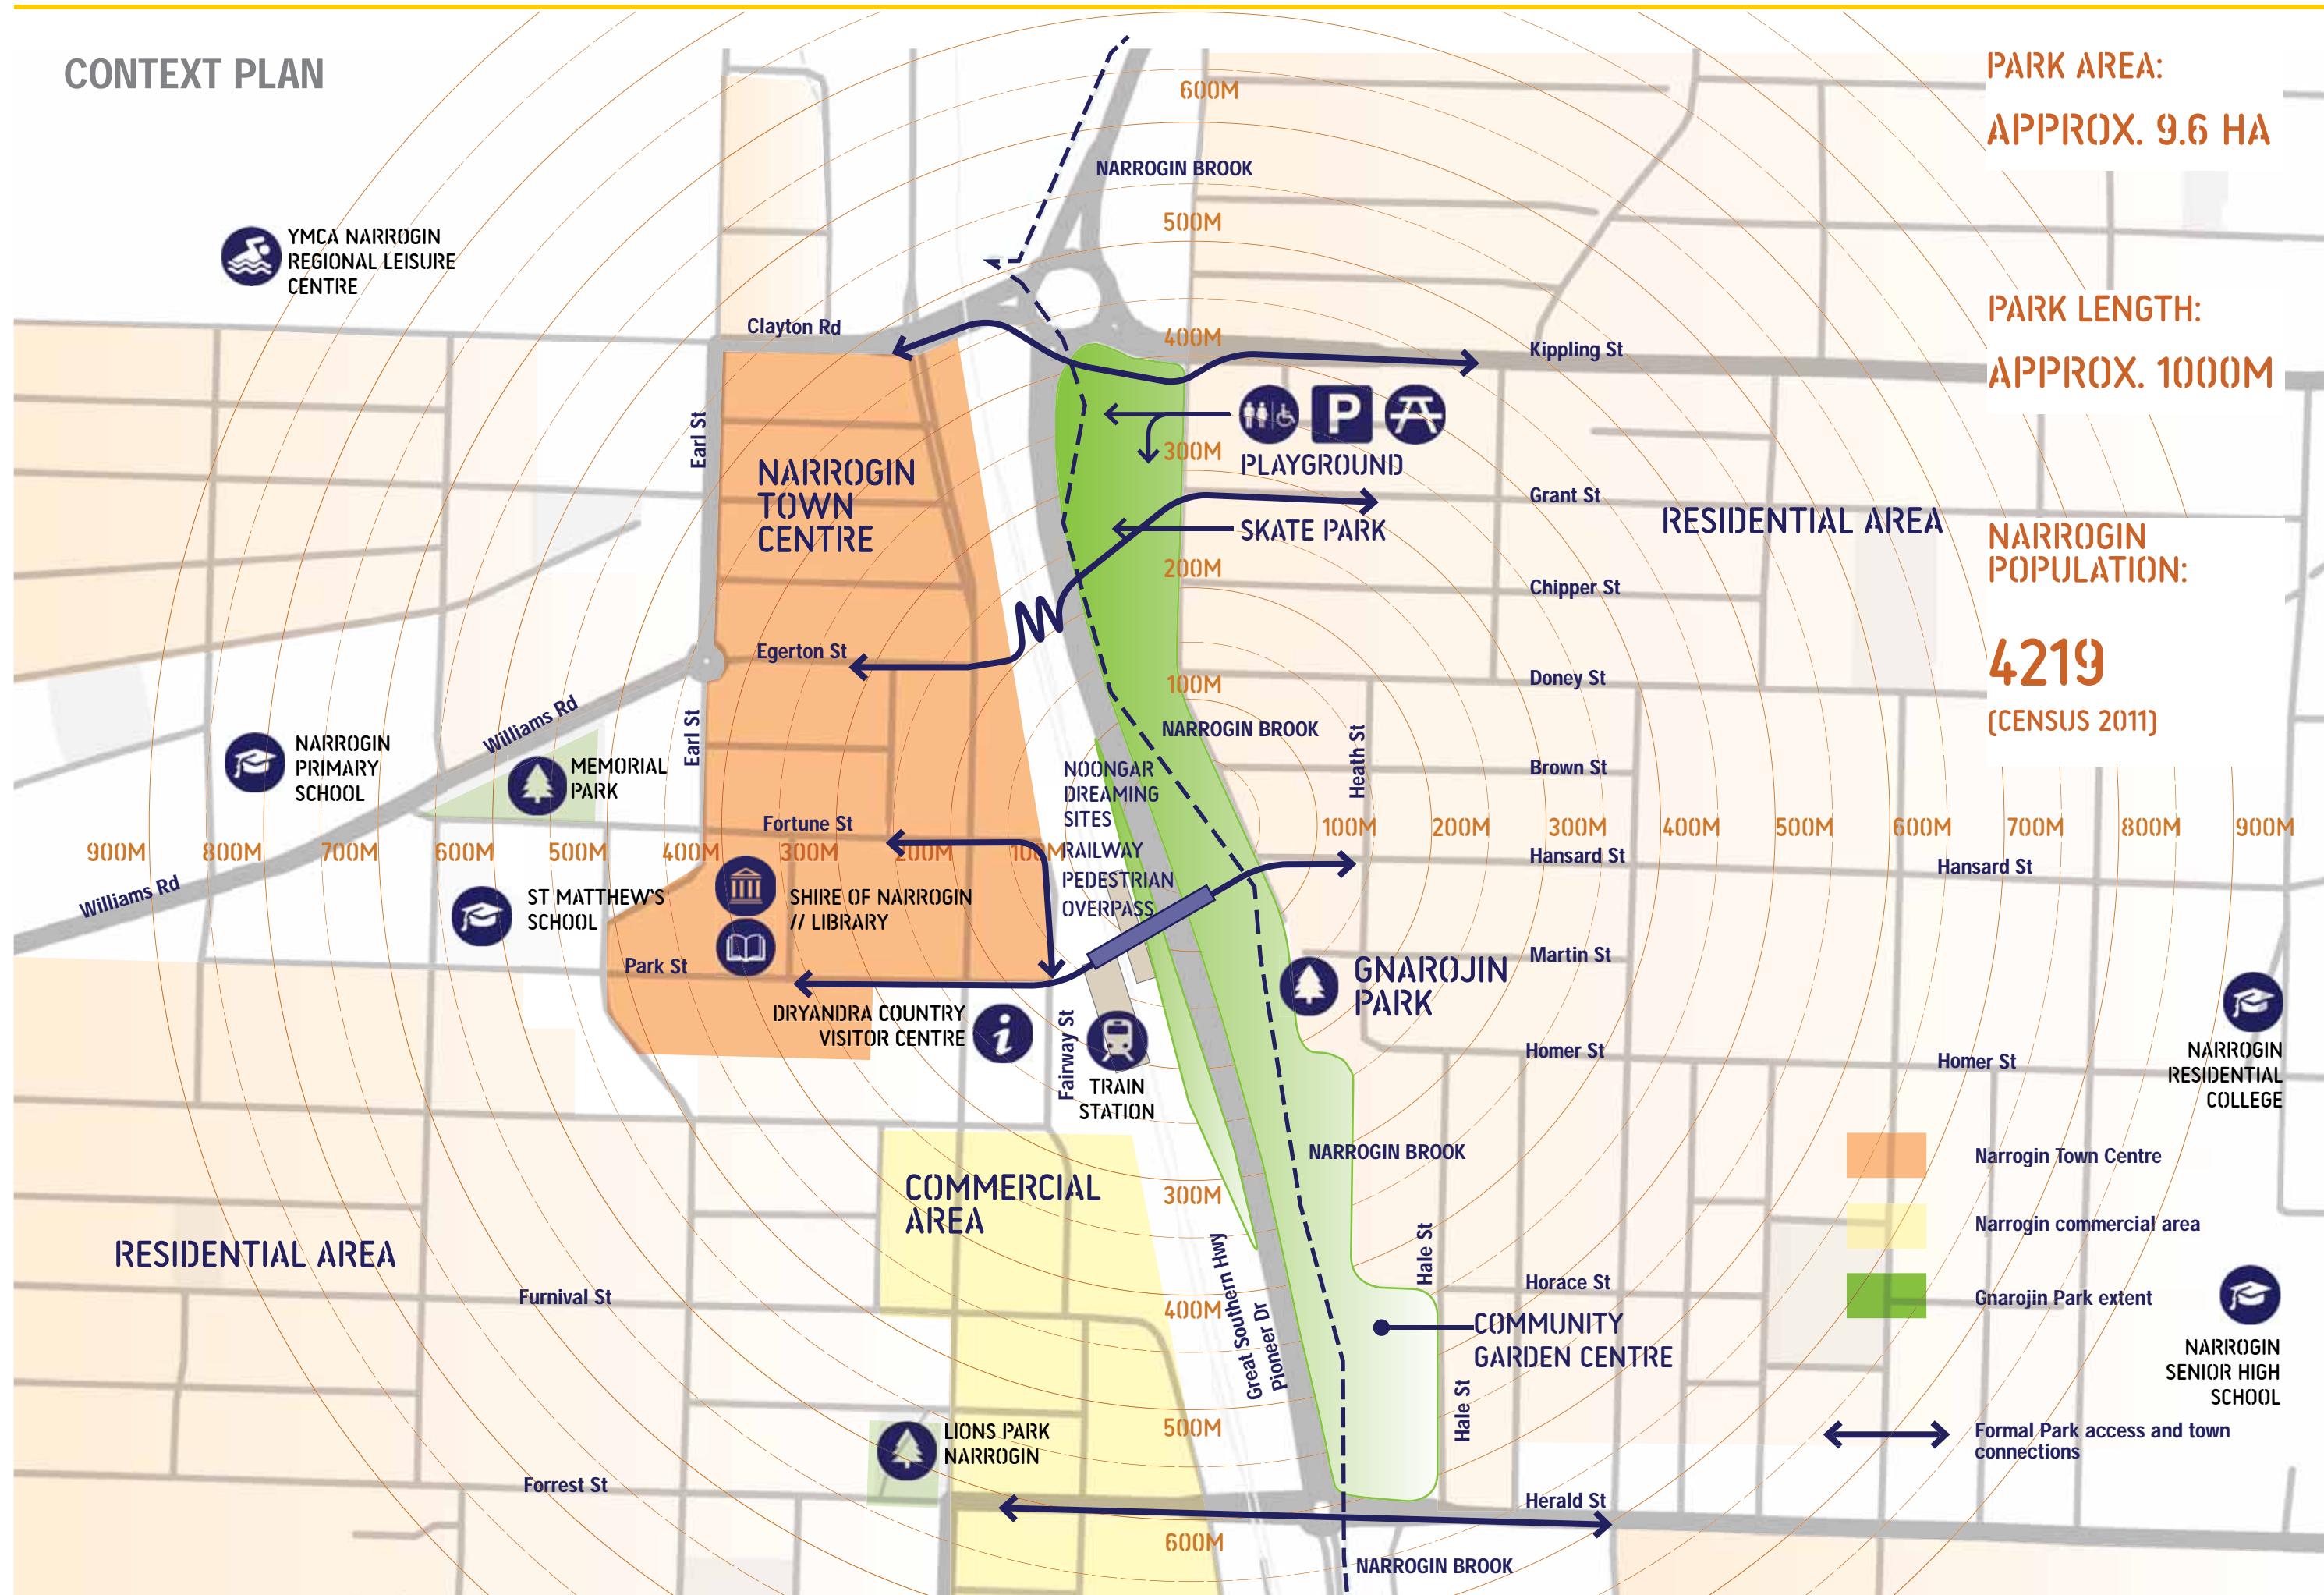 CONTEXT PLAN
PARK AREA:
APPROX. 9.6 HA
600M
NARROGIN BROOK
500M
YMCA NARROGIN
REGIONAL LEISURE
CENTRE
PARK LENGTH:
APPROX. 1000M
Clayton Rd
400M
Kippling St
P
Earl St
300M
PLAYGROUND
NARROGIN
TOWN
CENTRE
Grant St
SKATE PARK
RESIDENTIAL AREA
NARROGIN
POPULATION:
4219
(CENSUS 2011)
200M
Chipper St
Egerton St
100M
Doney St
Williams Rd
Earl St
NARROGIN BROOK
Heath St
NARROGIN
PRIMARY
SCHOOL
MEMORIAL
PARK
NOONGAR
DREAMING
SITES
Brown St
Fortune St
100M
200M
300M
400M
500M
600M
700M
800M
900M
900M
800M
700M
600M
500M
400M
300M
200M
100M
RAILWAY
PEDESTRIAN
OVERPASS
Hansard St
Hansard St
Williams Rd
ST MATTHEW'S
SCHOOL
SHIRE OF NARROGIN
// LIBRARY
Park St
Martin St
GNAROJIN
PARK
DRYANDRA COUNTRY
VISITOR CENTRE
i
Fairway St
TRAIN
STATION
Homer St
Homer St
NARROGIN
RESIDENTIAL
COLLEGE
NARROGIN BROOK
Narrogin Town Centre
COMMERCIAL
AREA
300M
Narrogin commercial area
RESIDENTIAL AREA
Great Southern Hwy
Pioneer Dr
Hale St
Horace St
Gnarojin Park extent
Furnival St
400M
COMMUNITY
GARDEN CENTRE
NARROGIN
SENIOR HIGH
SCHOOL
Hale St
500M
LIONS PARK
NARROGIN
Formal Park access and town
connections
Forrest St
Herald St
600M
NARROGIN BROOK